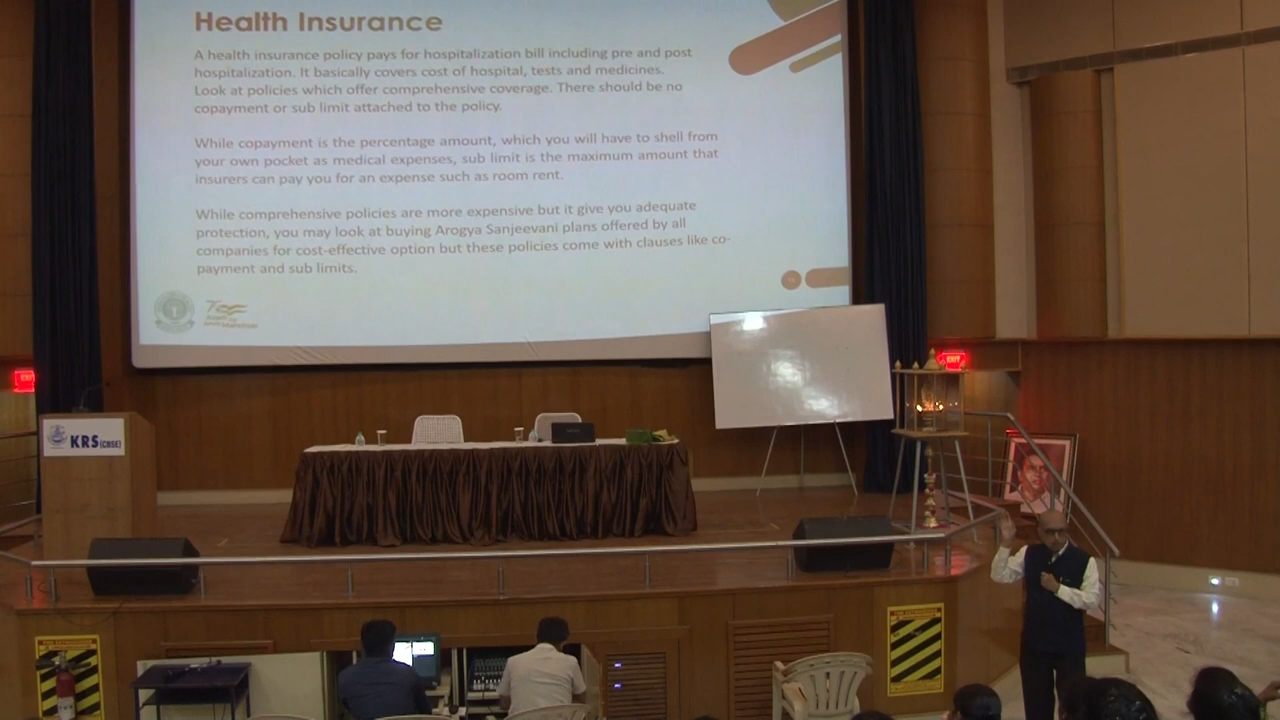 Health Insurance
A health insurance policy pays for hospitalization bill including pre and post
hospitalization. It basically covers cost of hospital, tests and medicines.
Look at policies which offer comprehensive coverage. There should be no
copayment or sub limit attached to the policy.
While copayment is the percentage amount, which you will have to shell from
your own pocket as medical expenses, sub limit is the maximum amount that
insurers can pay you for an expense such as room rent.
While comprehensive policies are more expensive but it give you adequate
protection, you may look at buying Arogya Sanjeevani plans offered by all
companies for cost-effective option but these policies come with clauses like co-
payment and sub limits.
EXIT
EXIT
KRS (CBSE)